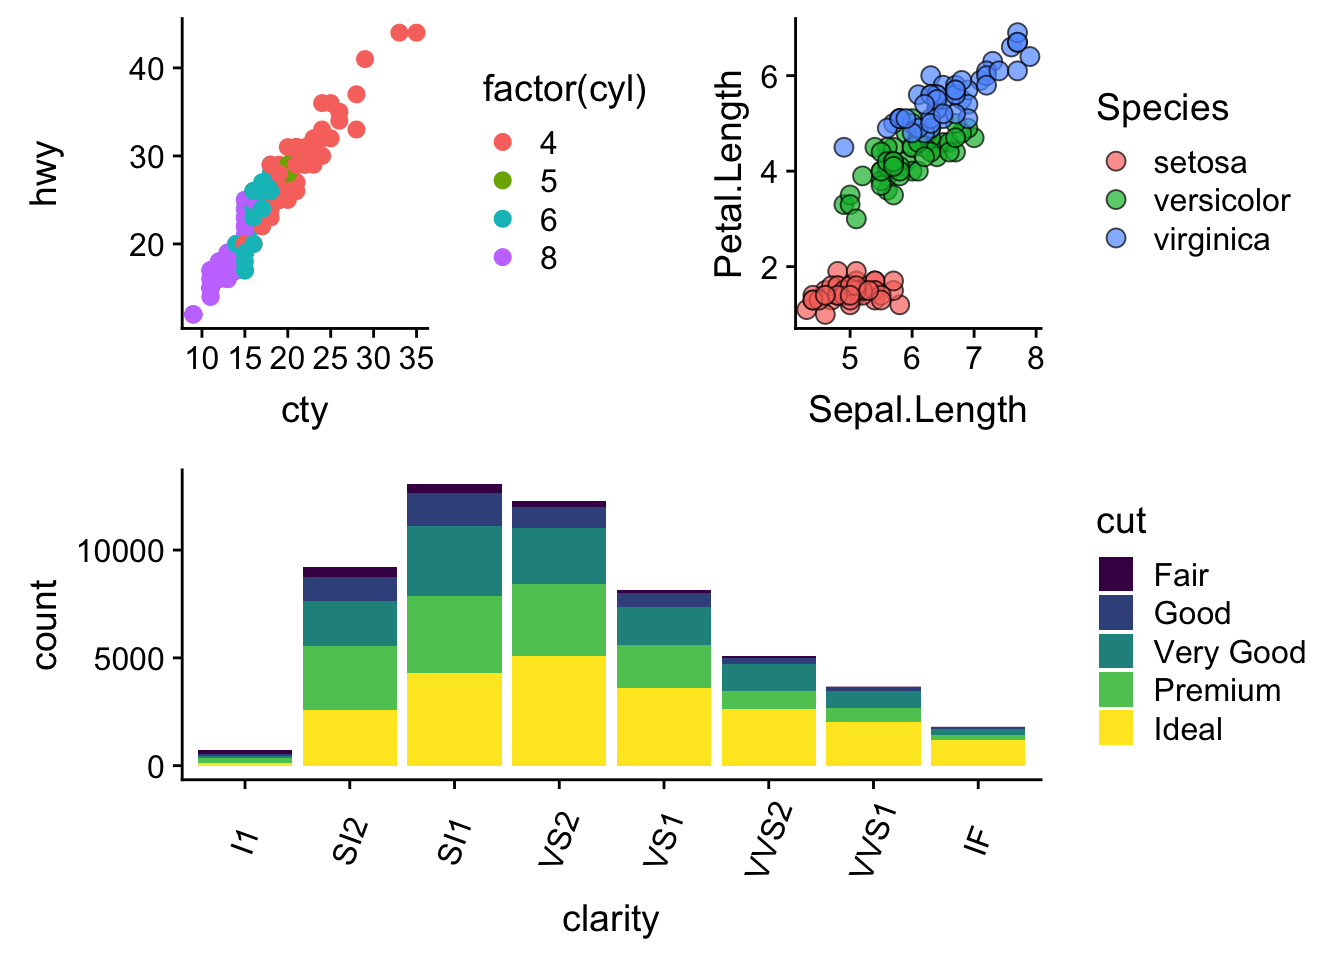 hwy
40
30
20
10 15 20 25 30 35
cty
factor(cyl)
4
5
6
8
Petal.Length
6
4
2
5 6 7 8
Sepal.Length
Species
setosa
versicolor
virginica
count
10000
5000
0
I1 SI2 SI1 VS2 VS1 VVS2 VVS1 IF
clarity
cut
Fair
Good
Very Good
Premium
Ideal